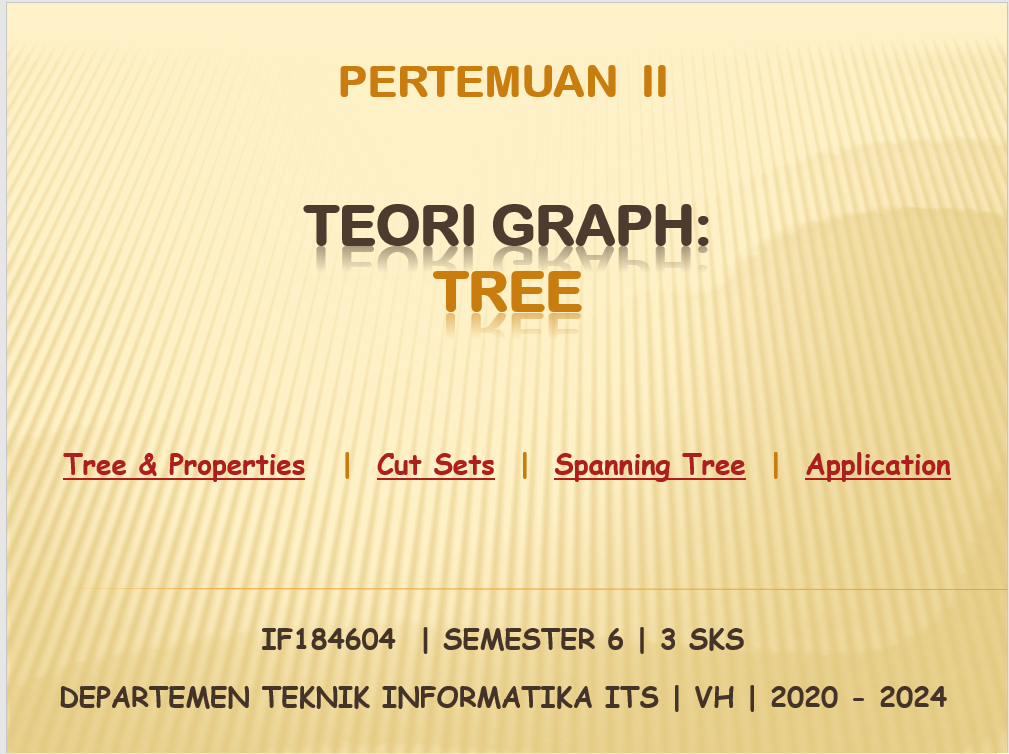 PERTEMUAN II
TEORI GRAPH:
TREE
Tree & Properties | Cut Sets | Spanning Tree | Application
IF184604 | SEMESTER 6 | 3 SKS
DEPARTEMEN TEKNIK INFORMATIKA ITS | VH | 2020 - 2024